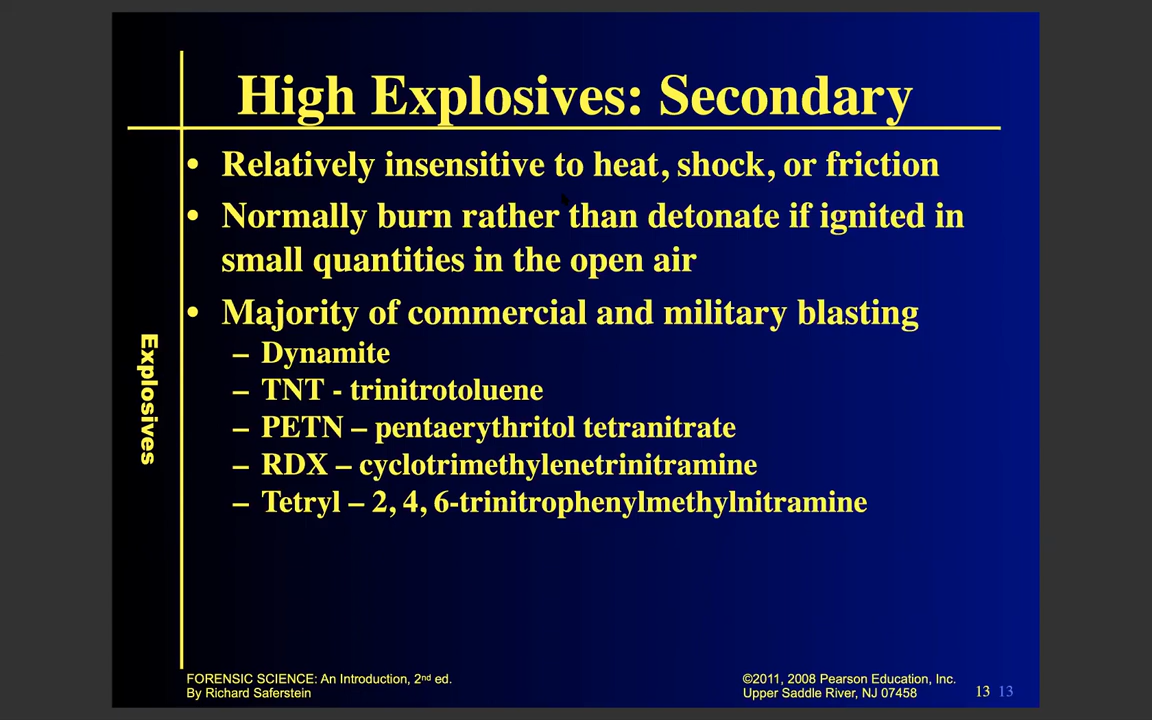 High Explosives: Secondary
• Relatively insensitive to heat, shock, or friction
• Normally burn rather than detonate if ignited in
small quantities in the open air
• Majority of commercial and military blasting
– Dynamite
– TNT - trinitrotoluene
– PETN – pentaerythritol tetranitrate
– RDX – cyclotrimethylenetrinitramine
– Tetryl – 2, 4, 6-trinitrophenylmethylnitramine
Explosives
FORENSIC SCIENCE: An Introduction, 2nd ed.
By Richard Saferstein
©2011, 2008 Pearson Education, Inc.
Upper Saddle River, NJ 07458
13 13